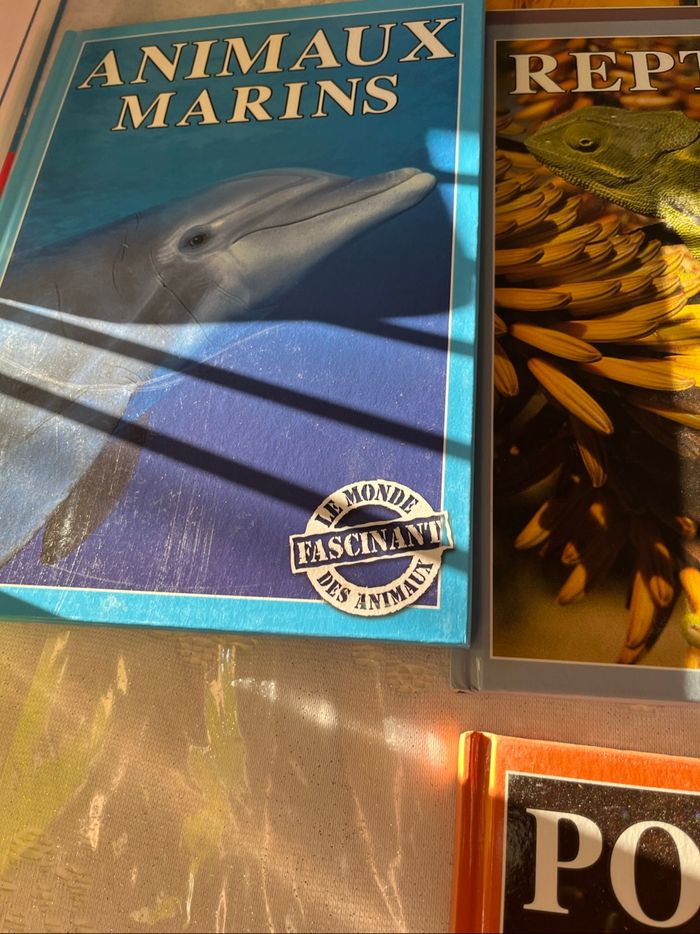 ANIMAUX
MARINS
LE MONDE
FASCINANT
DES ANIMAUX
REPT
PO